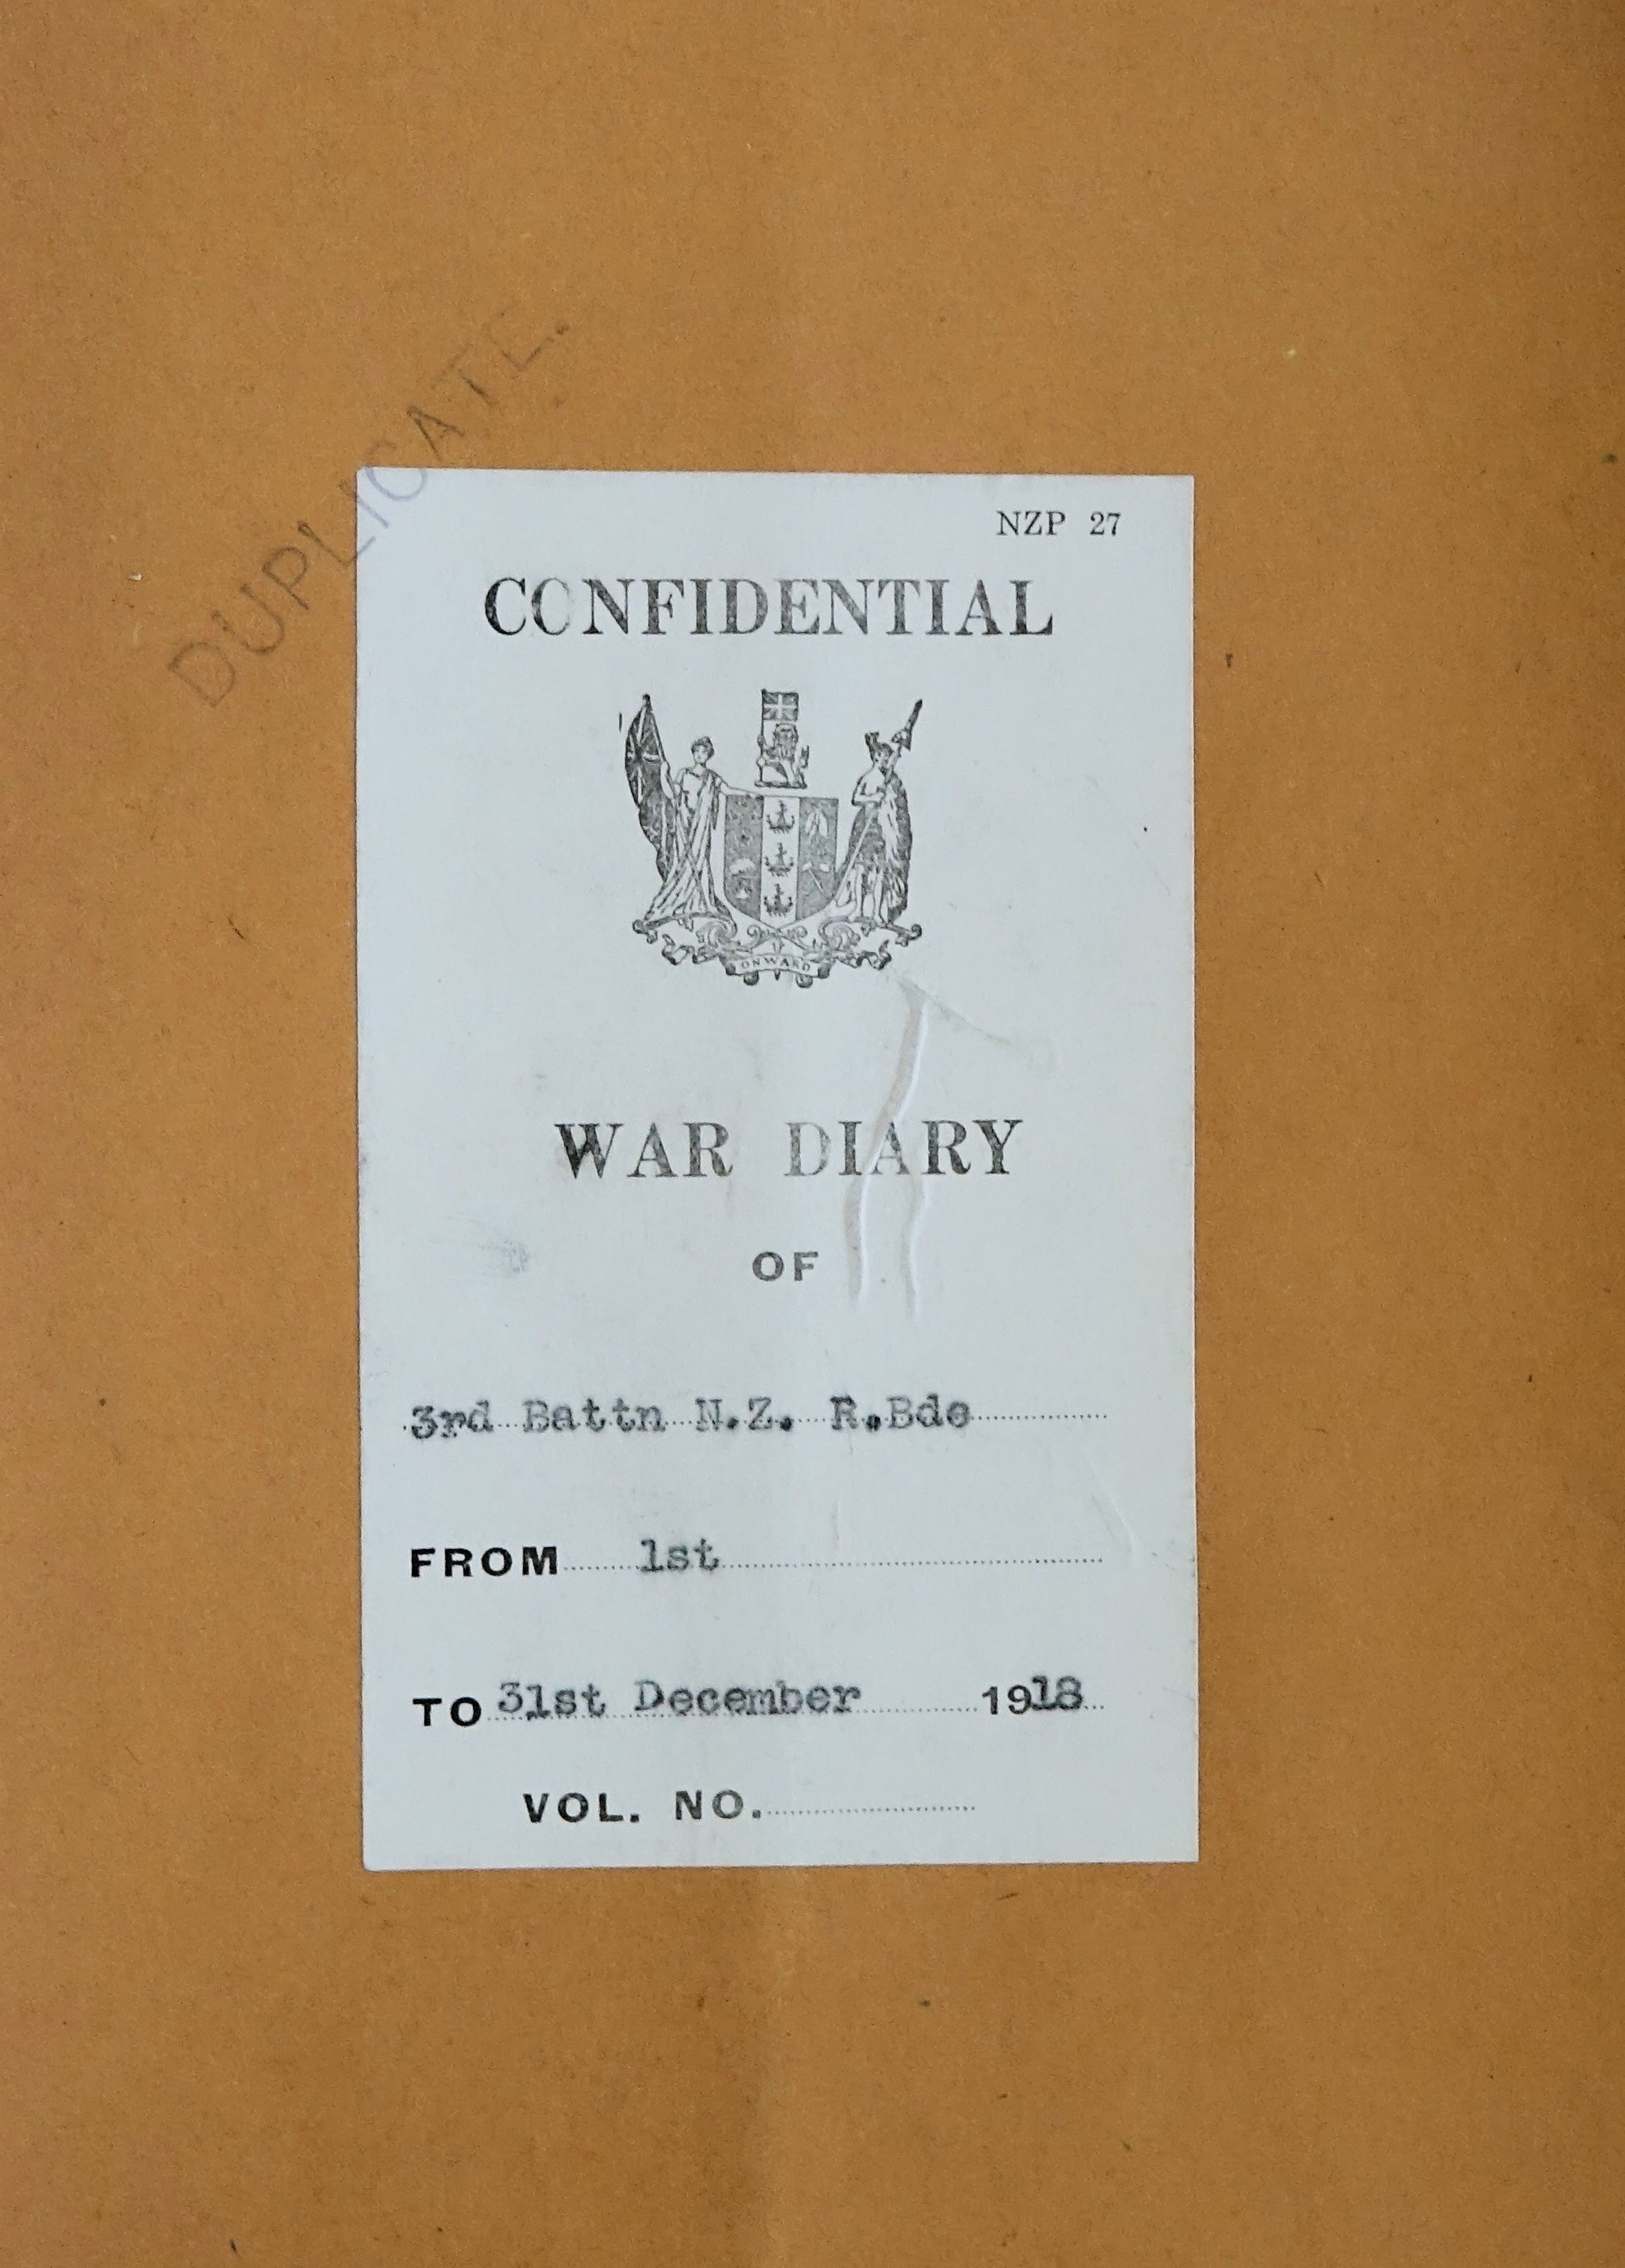 DUPLICATE.
NZP 27
CONFIDENTIAL
ONWARD
WAR DIARY
OF
3rd Battn N.Z. R.Bde
FROM 1st
TO 31st December 1918
VOL. NO.